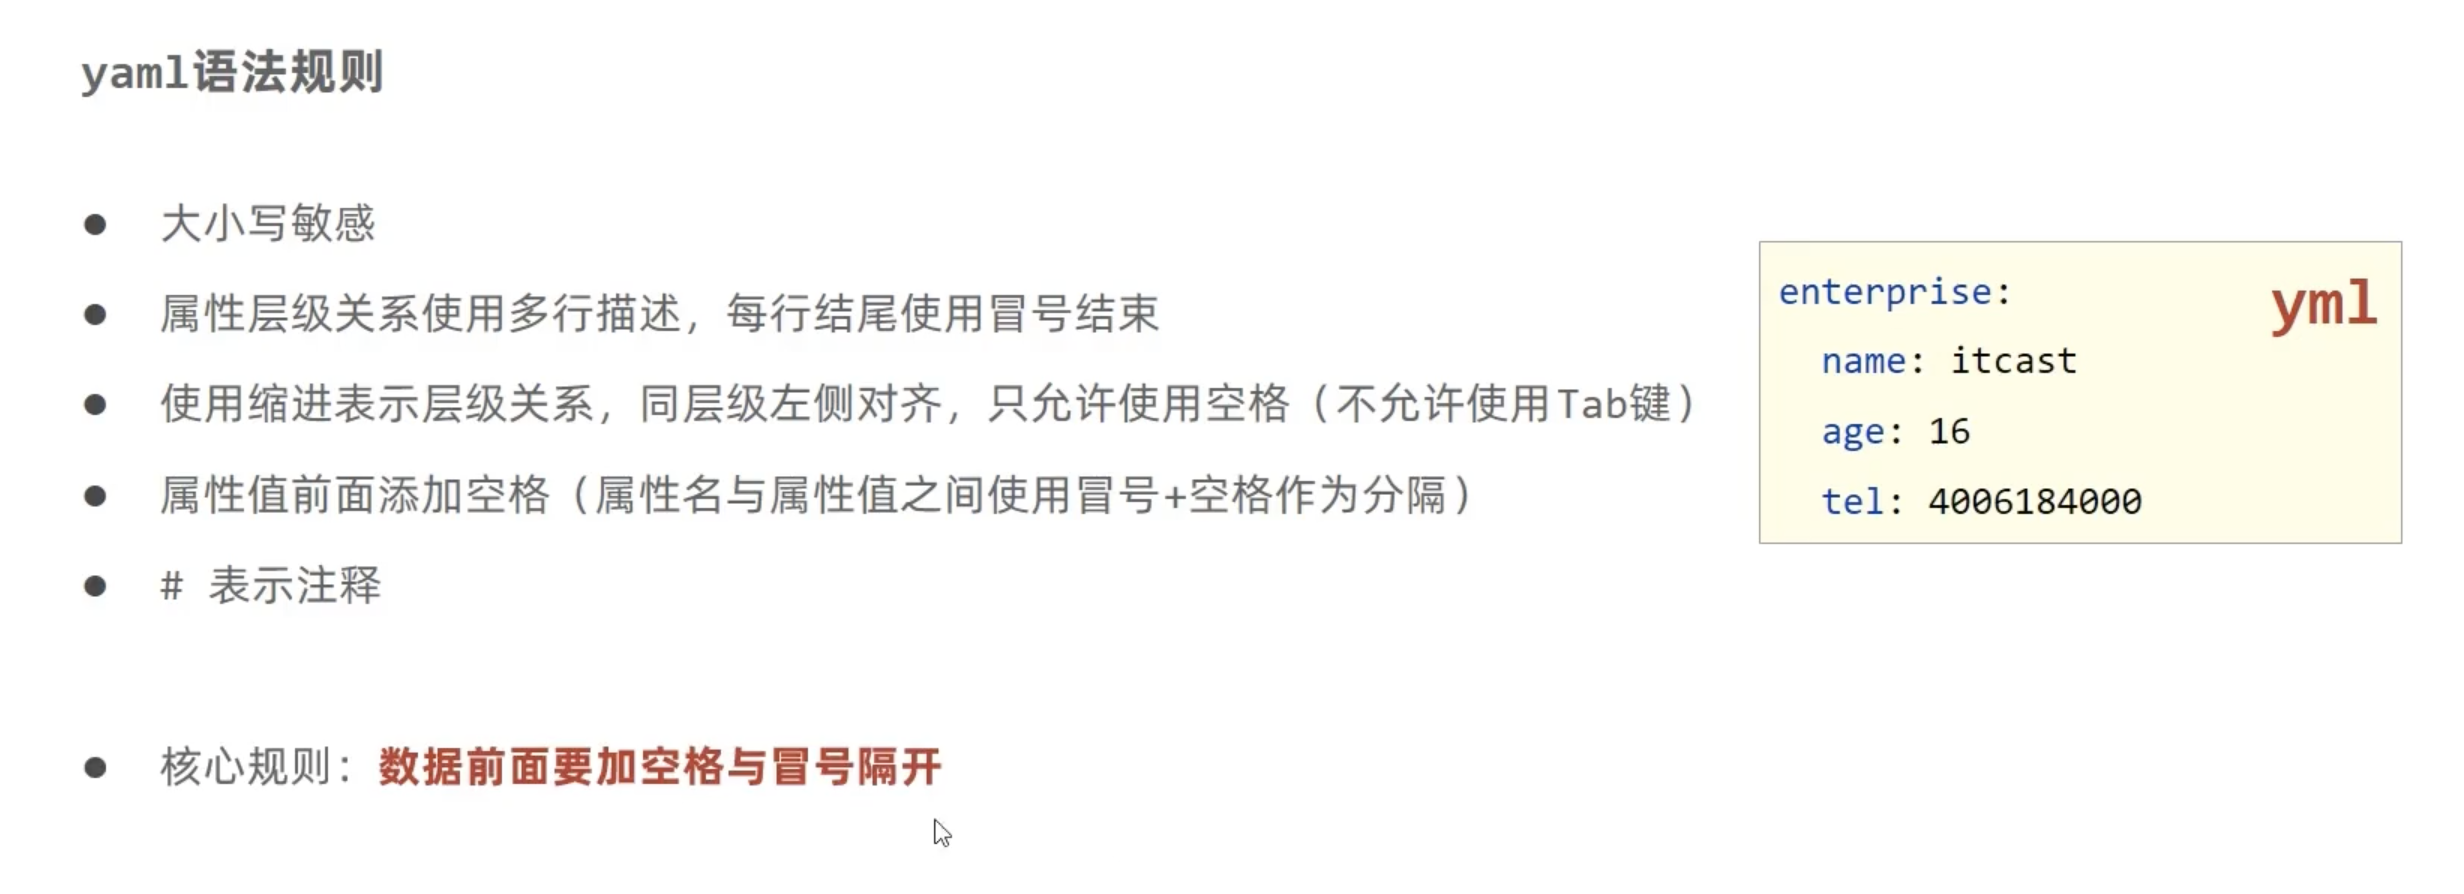 yaml语法规则
● 大小写敏感
● 属性层级关系使用多行描述，每行结尾使用冒号结束
● 使用缩进表示层级关系，同层级左侧对齐，只允许使用空格（不允许使用Tab键）
● 属性值前面添加空格（属性名与属性值之间使用冒号+空格作为分隔）
● # 表示注释
● 核心规则：数据前面要加空格与冒号隔开
yml
enterprise:
  name: itcast
  age: 16
  tel: 4006184000